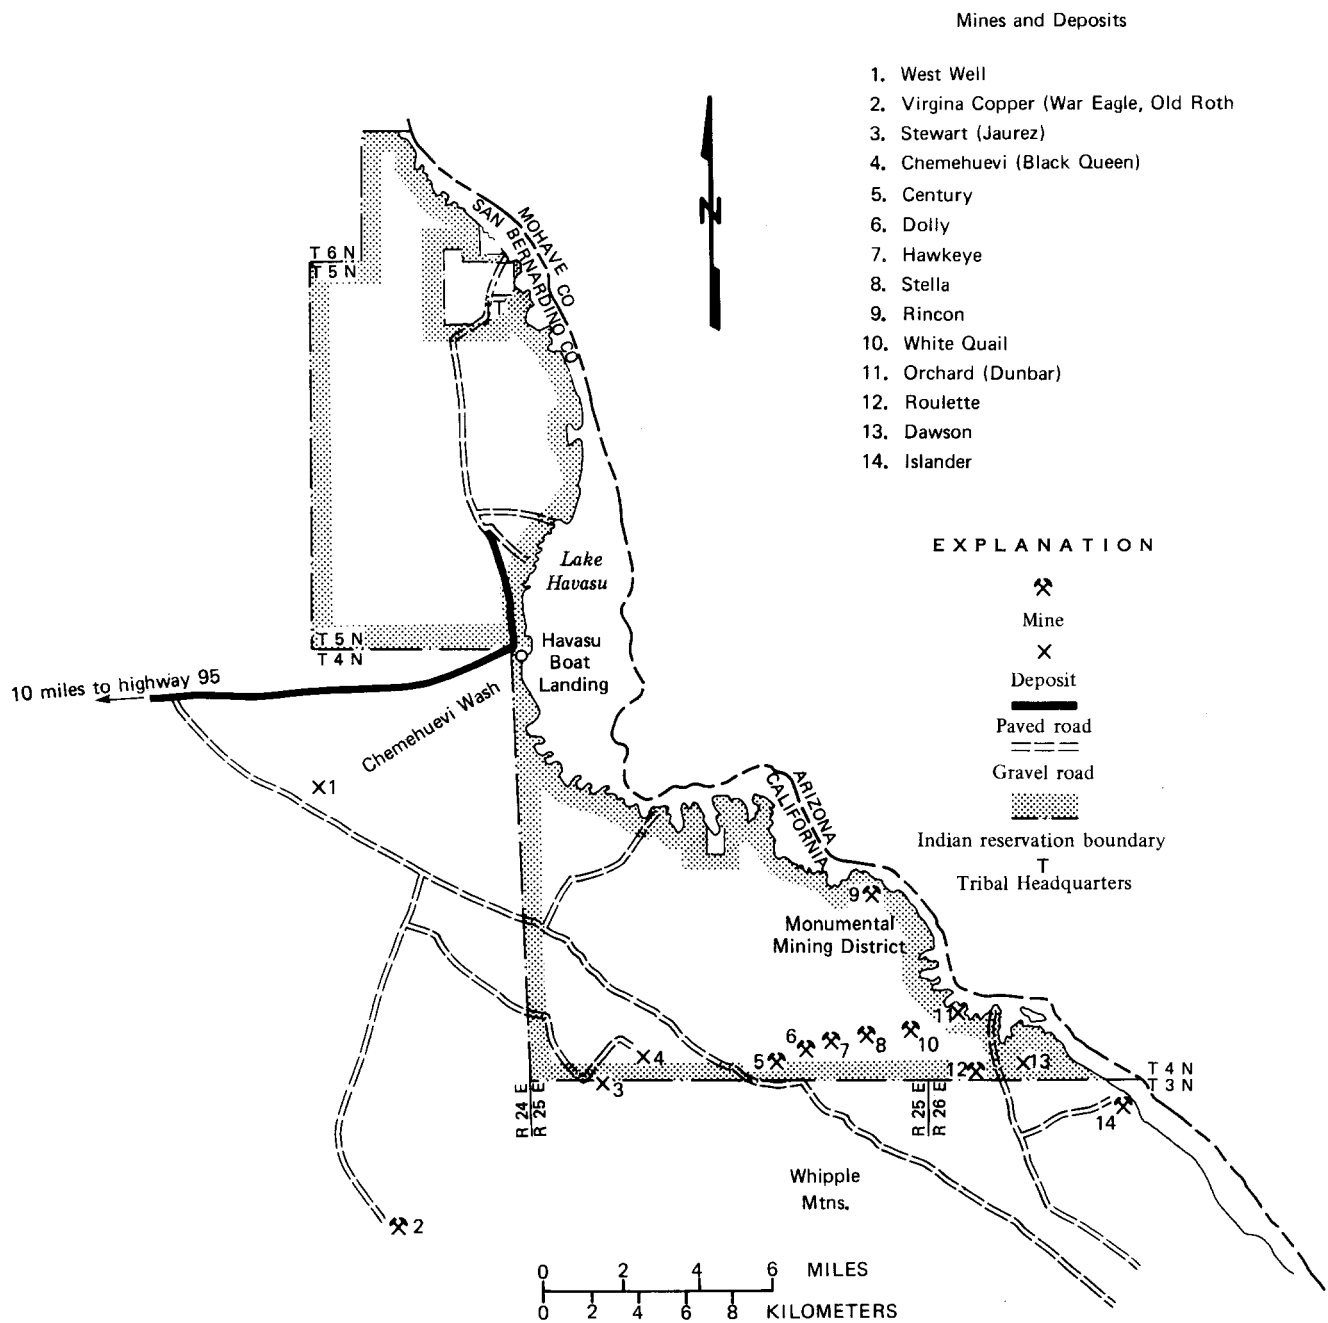 Mines and Deposits
1. West Well
2. Virgina Copper (War Eagle, Old Roth
3. Stewart (Jaurez)
4. Chemehuevi (Black Queen)
5. Century
6. Dolly
7. Hawkeye
8. Stella
9. Rincon
10. White Quail
11. Orchard (Dunbar)
12. Roulette
13. Dawson
14. Islander
N
MOHAVE CO
SAN BERNARDINO CO
T 6 N
T 5 N
T
EXPLANATION
Mine
Deposit
Paved road
Gravel road
Indian reservation boundary
T
Tribal Headquarters
Lake
Havasu
T 5 N
T 4 N
Havasu
Boat
Landing
10 miles to highway 95
Chemehuevi Wash
1
ARIZONA
CALIFORNIA
9
Monumental
Mining District
11
10
8
7
6
5
4
3
12
13
T 4 N
T 3 N
R 24 E
R 25 E
R 25 E
R 26 E
14
Whipple
Mtns.
2
0 2 4 6 MILES
0 2 4 6 8 KILOMETERS